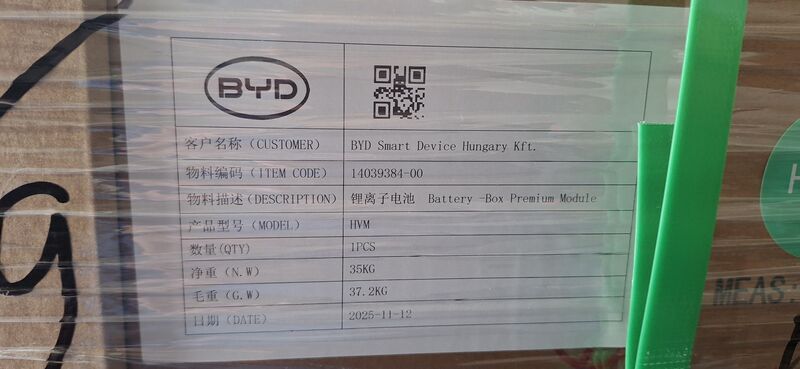 BYD
客户名称（CUSTOMER） BYD Smart Device Hungary Kft.
物料编码（ITEM CODE） 14039384-00
物料描述（DESCRIPTION） 锂离子电池 Battery -Box Premium Module
产品型号（MODEL） HVM
数量(QTY) 1PCS
净重（N.W） 35KG
毛重（G.W） 37.2KG
日期（DATE） 2025-11-12
H
MEAS: